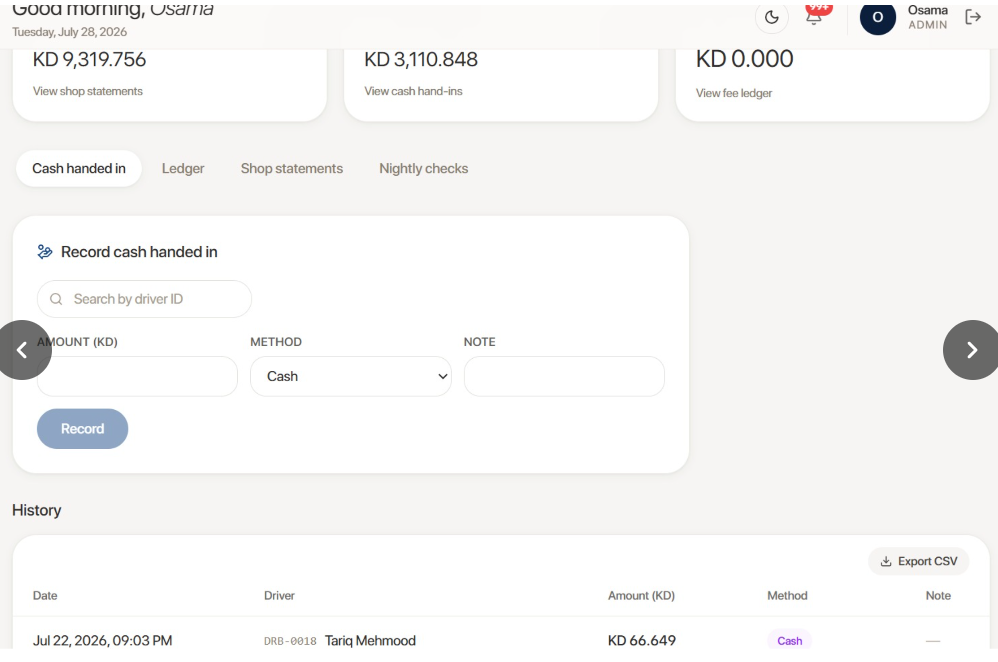 Good morning, Osama
Tuesday, July 28, 2026
99+
O
Osama
ADMIN
KD 9,319.756
KD 3,110.848
KD 0.000
View shop statements
View cash hand-ins
View fee ledger
Cash handed in
Ledger
Shop statements
Nightly checks
Record cash handed in
Search by driver ID
AMOUNT (KD)
METHOD
NOTE
Cash
Record
History
Export CSV
Date
Driver
Amount (KD)
Method
Note
Jul 22, 2026, 09:03 PM
DRB-0018 Tariq Mehmood
KD 66.649
Cash
—